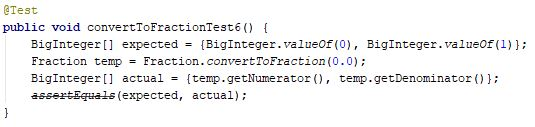 @Test
public void convertToFractionTest6() {
    BigInteger[] expected = {BigInteger.valueOf(0), BigInteger.valueOf(1)};
    Fraction temp = Fraction.convertToFraction(0.0);
    BigInteger[] actual = {temp.getNumerator(), temp.getDenominator()};
    assertEquals(expected, actual);
}